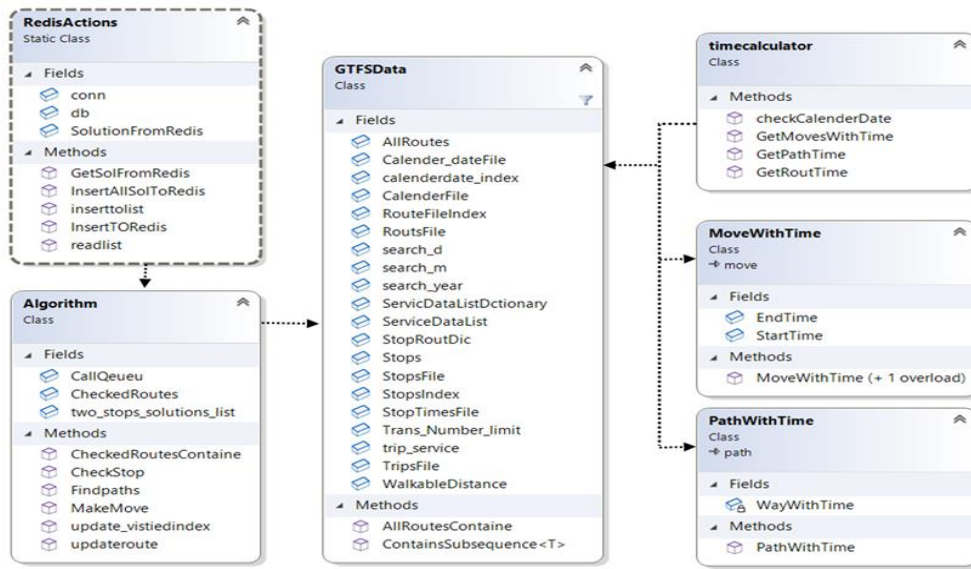 RedisActions
Static Class
Fields
conn
db
SolutionFromRedis
Methods
GetSolFromRedis
InsertAllSolToRedis
inserttolist
InsertTORedis
readlist
Algorithm
Class
Fields
CallQeueu
CheckedRoutes
two_stops_solutions_list
Methods
CheckedRoutesContaine
CheckStop
Findpaths
MakeMove
update_vistiedindex
updateroute
GTFSData
Class
Fields
AllRoutes
Calender_dateFile
calenderdate_index
CalenderFile
RouteFileIndex
RoutsFile
search_d
search_m
search_year
ServicDataListDctionary
ServiceDataList
StopRoutDic
Stops
StopsFile
StopsIndex
StopTimesFile
Trans_Number_limit
trip_service
TripsFile
WalkableDistance
Methods
AllRoutesContaine
ContainsSubsequence<T>
timecalculator
Class
Methods
checkCalenderDate
GetMovesWithTime
GetPathTime
GetRoutTime
MoveWithTime
Class
move
Fields
EndTime
StartTime
Methods
MoveWithTime (+ 1 overload)
PathWithTime
Class
path
Fields
WayWithTime
Methods
PathWithTime